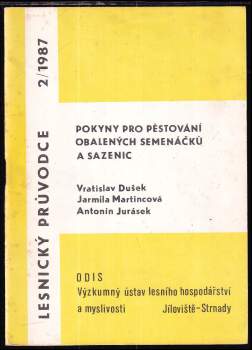 LESNICKÝ PRŮVODCE 2/1987
POKYNY PRO PĚSTOVÁNÍ
OBALENÝCH SEMENÁČKŮ
A SAZENIC
Vratislav Dušek
Jarmila Martincová
Antonín Jurásek
ODIS
Výzkumný ústav lesního hospodářství
a myslivosti Jíloviště-Strnady